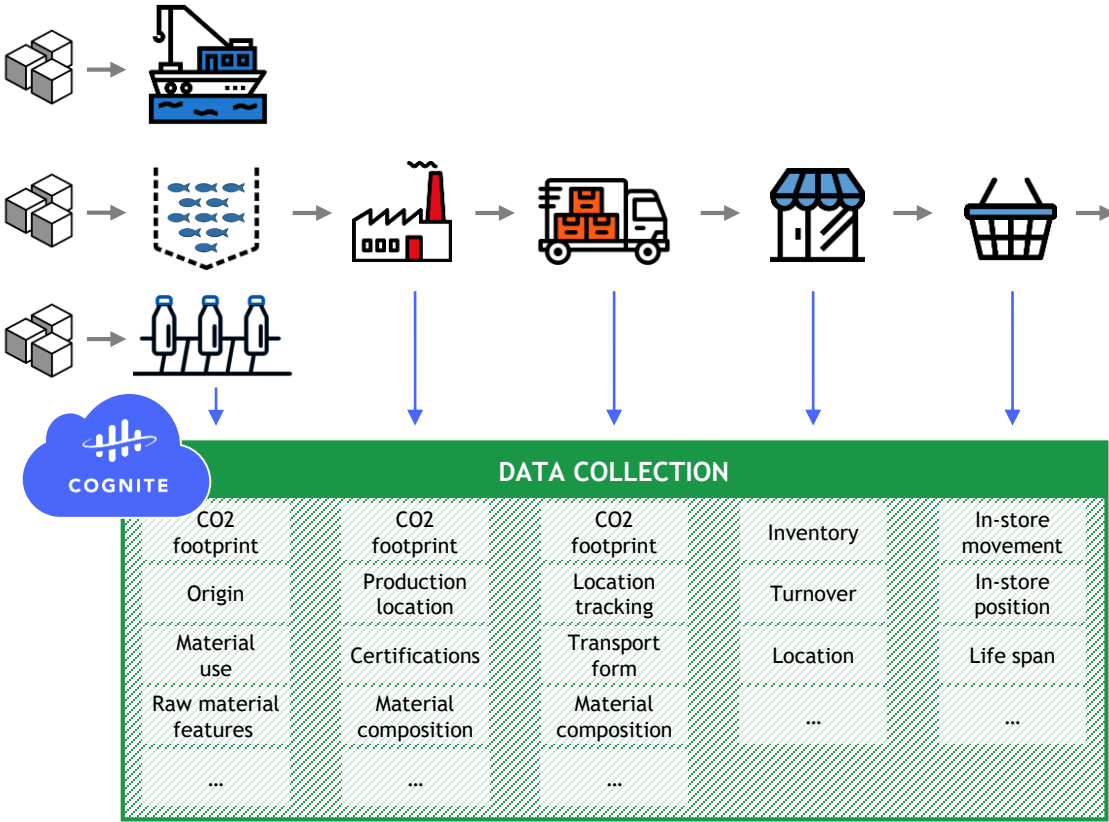 COGNITE
DATA COLLECTION
CO2
footprint
Origin
Material
use
Raw material
features
...
CO2
footprint
Production
location
Certifications
Material
composition
...
CO2
footprint
Location
tracking
Transport
form
Material
composition
...
Inventory
Turnover
Location
...
In-store
movement
In-store
position
Life span
...